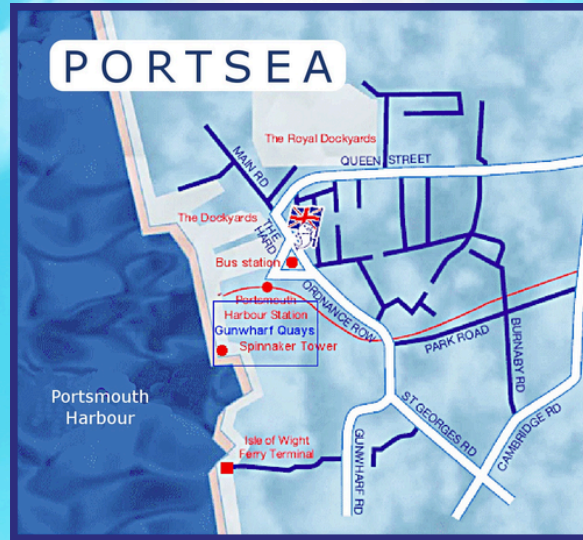 PORTSEA
The Royal Dockyards
MAIN RD
QUEEN STREET
The Dockyards
THE HARD
Bus station
Portsmouth
Harbour Station
ORDNANCE ROW
Gunwharf Quays
Spinnaker Tower
PARK ROAD
BURNABY RD
Portsmouth
Harbour
ST GEORGES RD
CAMBRIDGE RD
Isle of Wight
Ferry Terminal
GUNWHARF RD